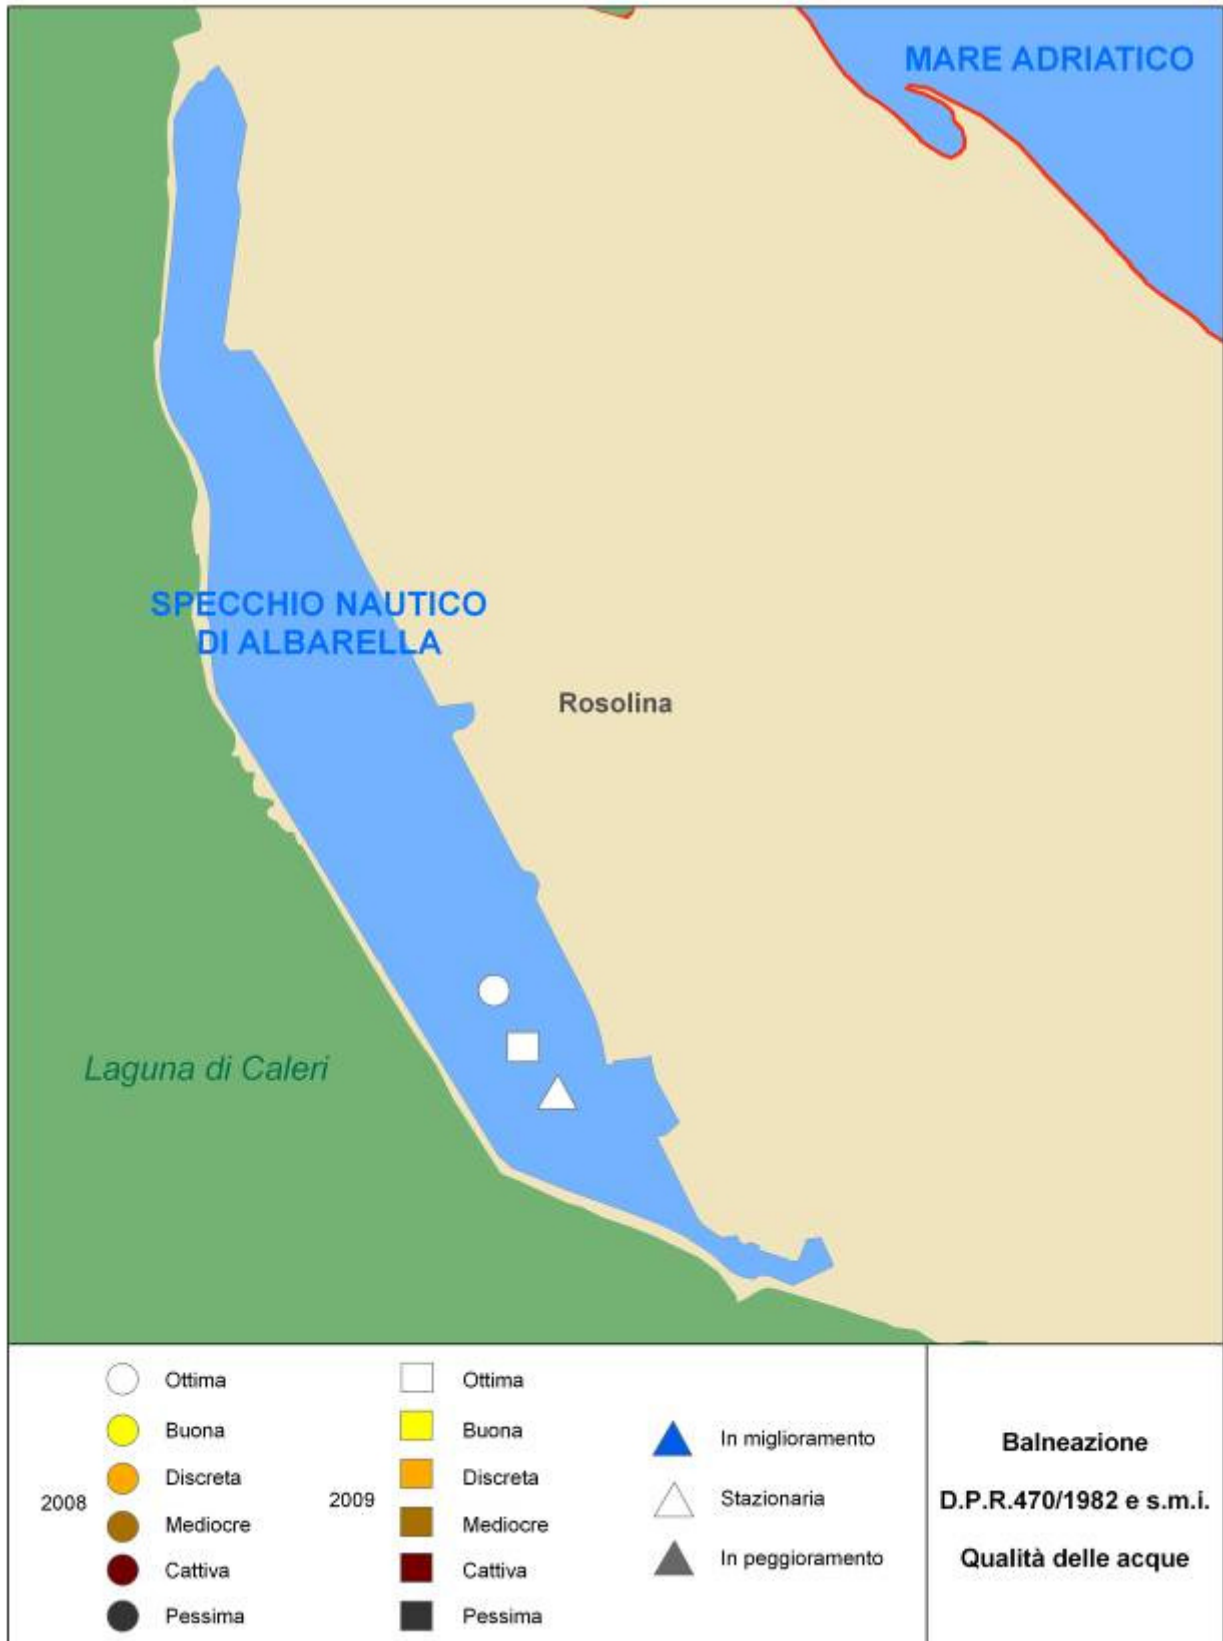 MARE ADRIATICO
SPECCHIO NAUTICO
DI ALBARELLA
Rosolina
Laguna di Caleri
2008
Ottima
Buona
Discreta
Mediocre
Cattiva
Pessima
2009
Ottima
Buona
Discreta
Mediocre
Cattiva
Pessima
In miglioramento
Stazionaria
In peggioramento
Balneazione
D.P.R.470/1982 e s.m.i.
Qualità delle acque